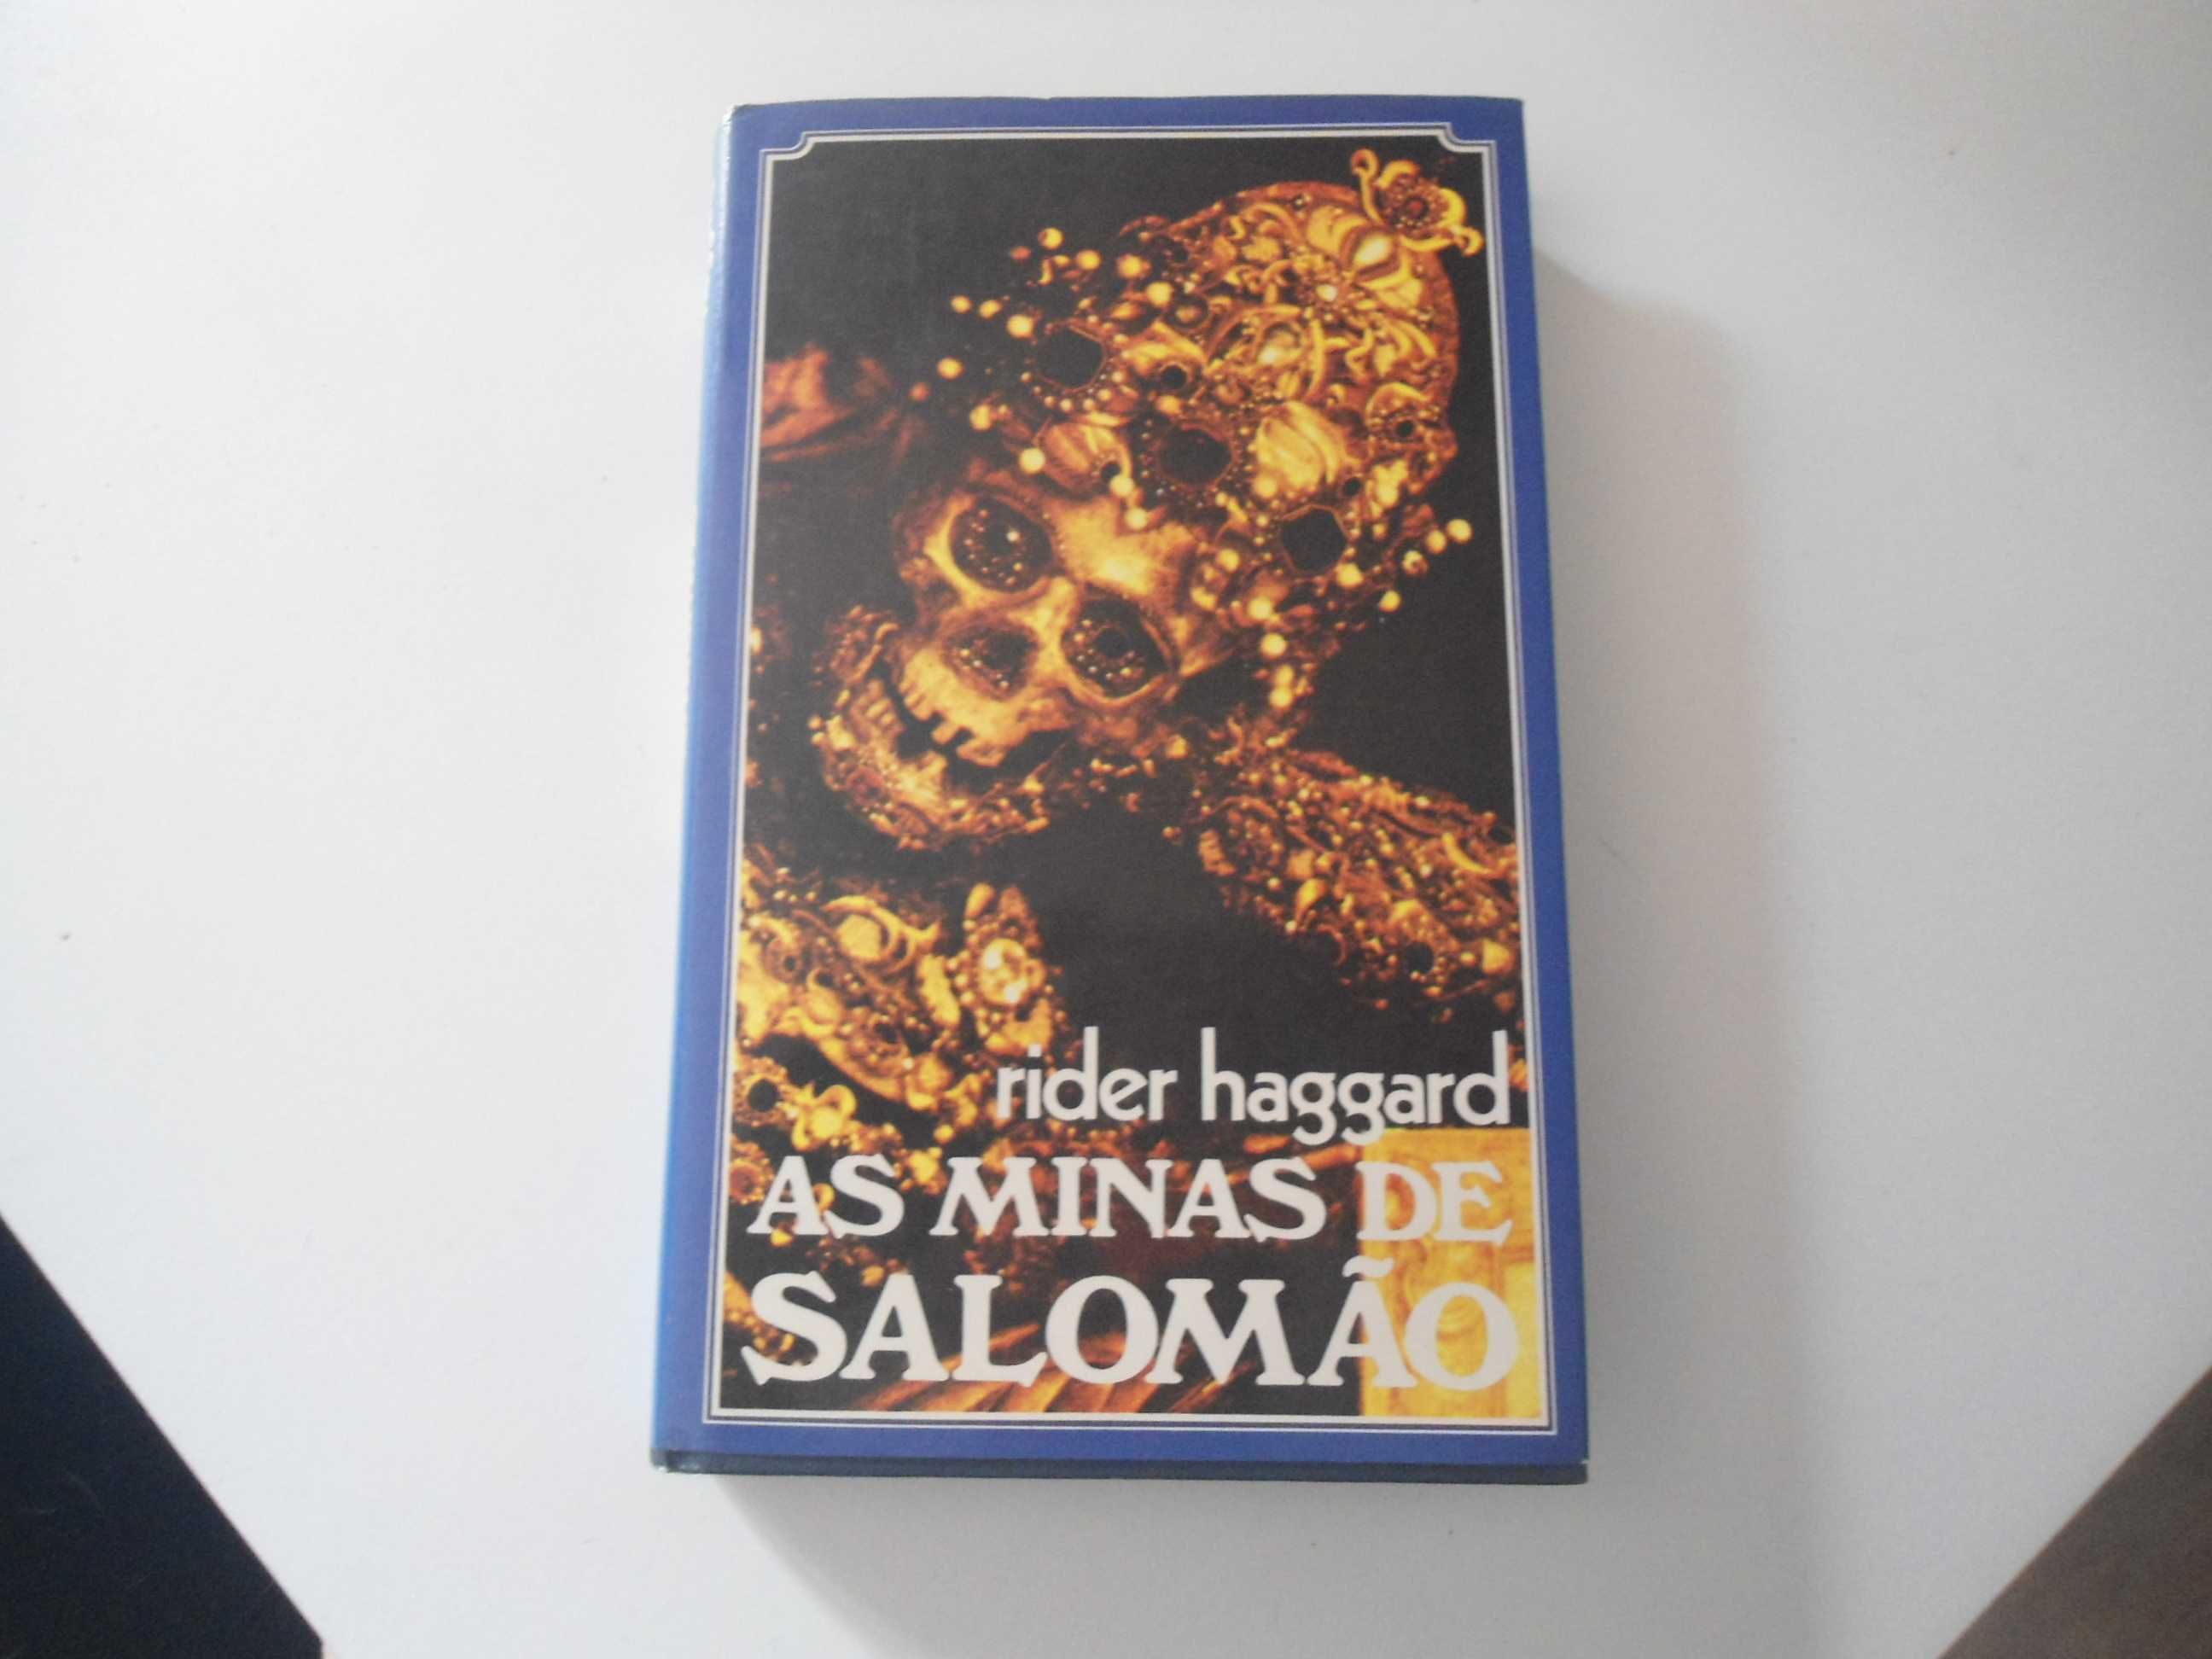 rider haggard
AS MINAS DE
SALOMÃO